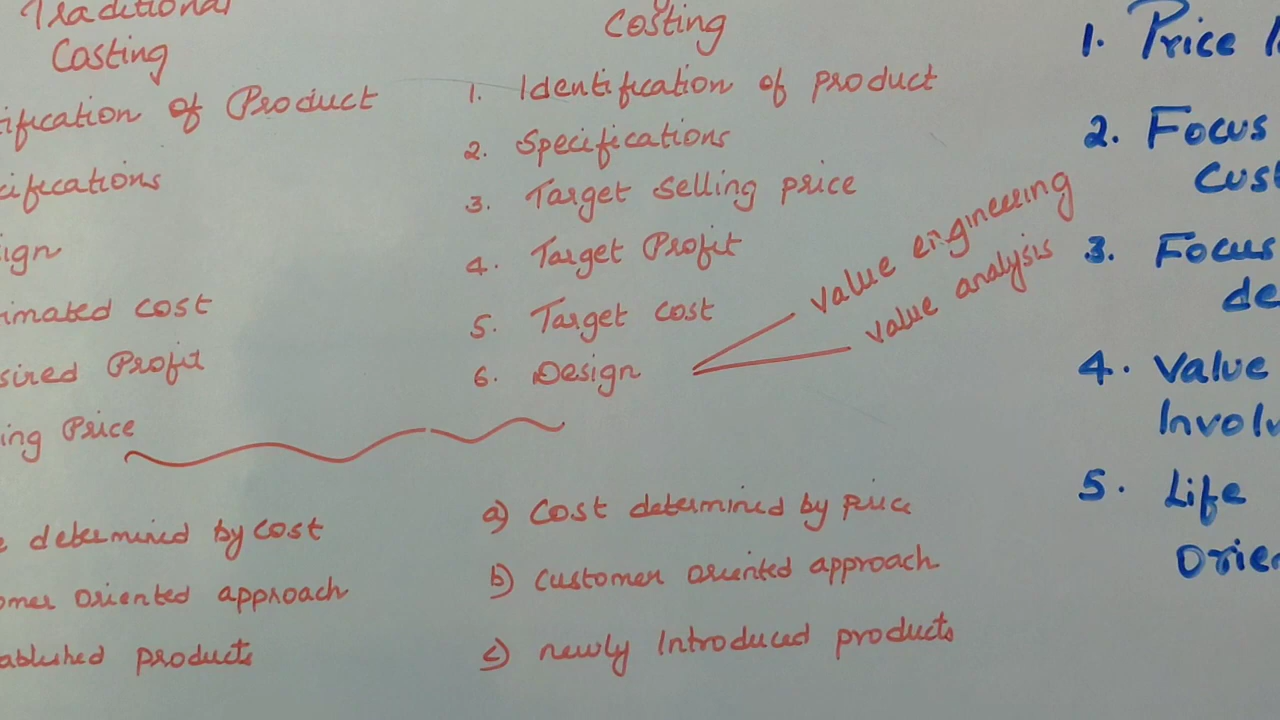 Traditional
Costing
ification of Product
cifications
ign
imated cost
sired Profit
ing Price
e determined by cost
omer oriented approach
ablished products
Costing
1. Identification of product
2. Specifications
3. Target selling price
4. Target Profit
5. Target cost
6. Design
value engineering
value analysis
a) Cost determined by price
b) customer oriented approach
c) newly Introduced products
1. Price
2. Focus
Cust
3. Focus
de
4. Value
Involv
5. Life
Orien